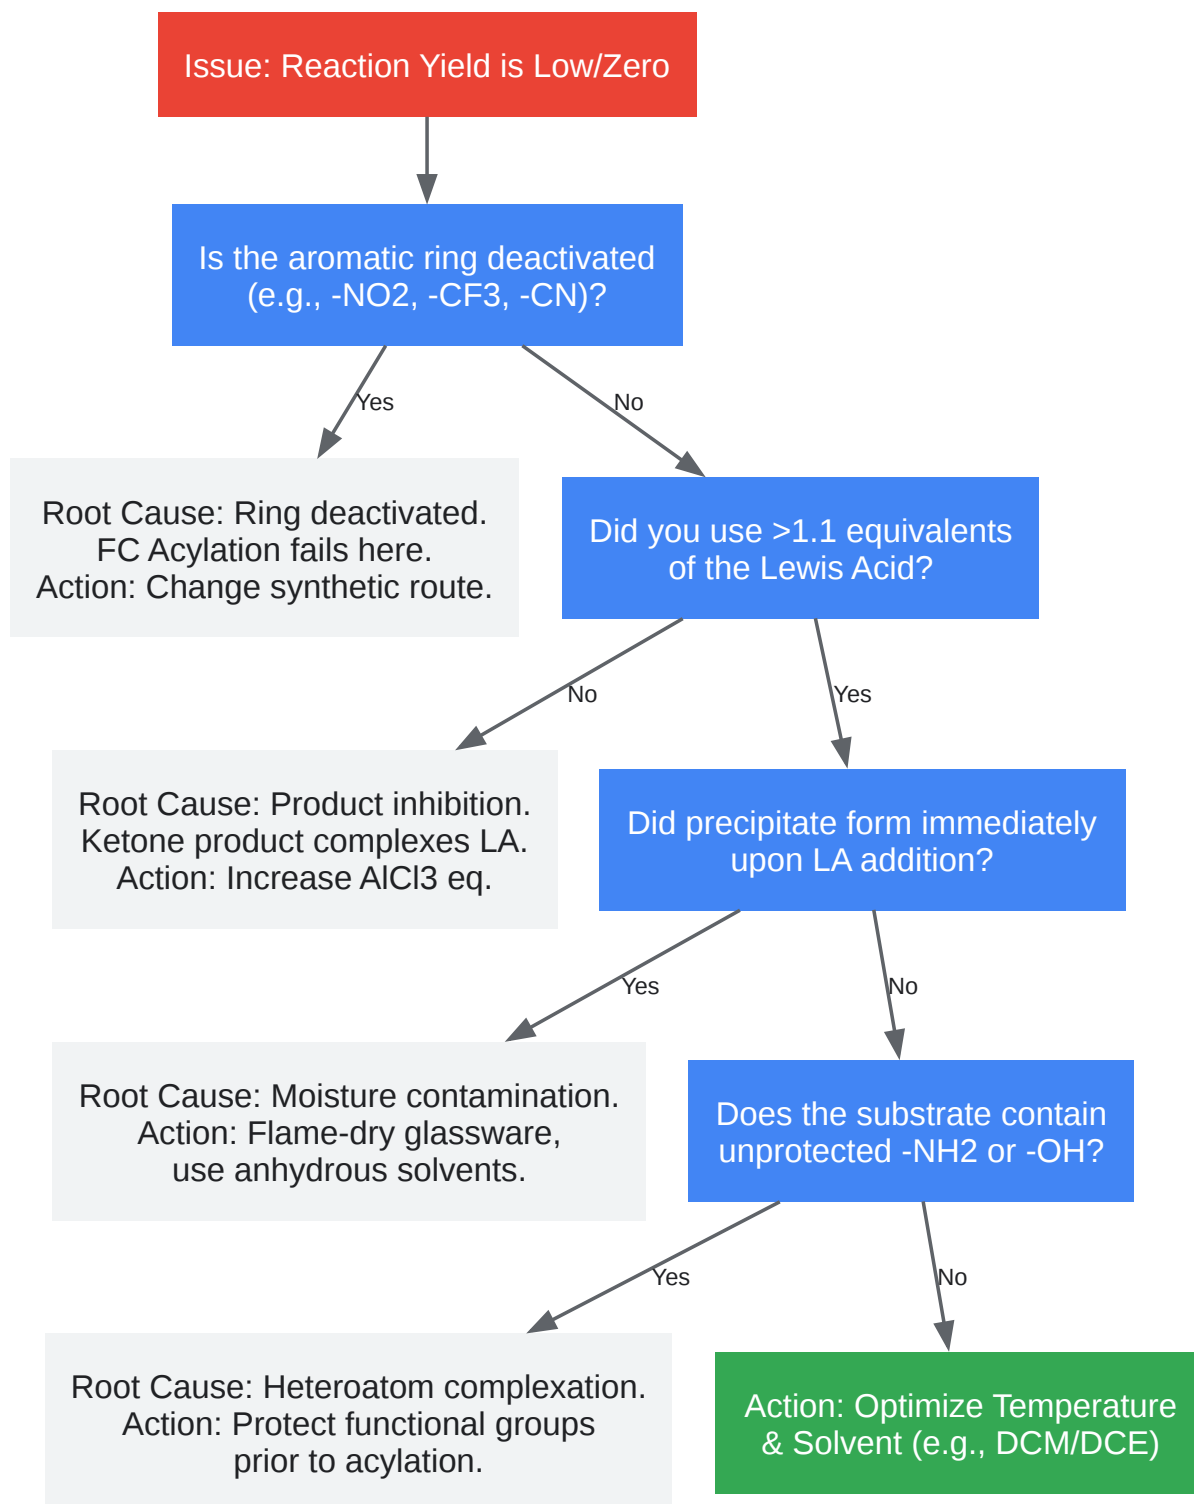 Issue: Reaction Yield is Low/Zero
Is the aromatic ring deactivated
(e.g., -NO2, -CF3, -CN)?
Yes
No
Root Cause: Ring deactivated.
FC Acylation fails here.
Action: Change synthetic route.
Did you use >1.1 equivalents
of the Lewis Acid?
No
Yes
Root Cause: Product inhibition.
Ketone product complexes LA.
Action: Increase AlCl3 eq.
Did precipitate form immediately
upon LA addition?
Yes
No
Root Cause: Moisture contamination.
Action: Flame-dry glassware,
use anhydrous solvents.
Does the substrate contain
unprotected -NH2 or -OH?
Yes
No
Root Cause: Heteroatom complexation.
Action: Protect functional groups
prior to acylation.
Action: Optimize Temperature
& Solvent (e.g., DCM/DCE)